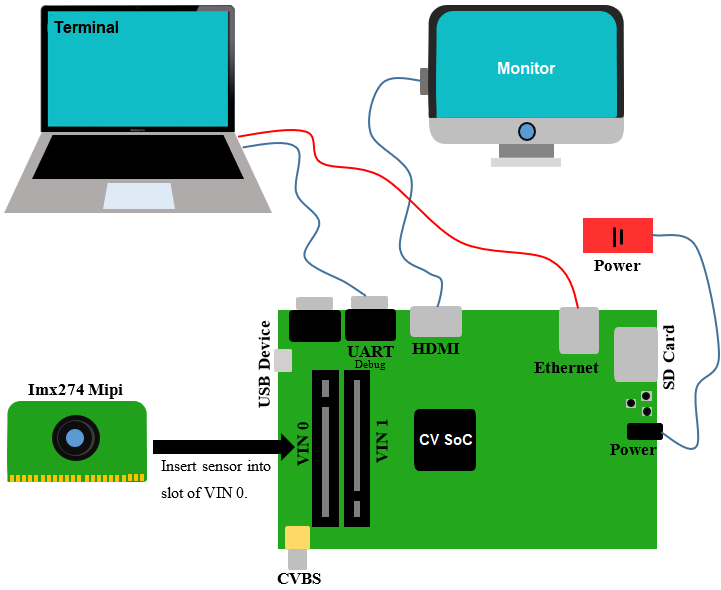 Terminal
Monitor
Power
USB Device
UART
Debug
HDMI
Ethernet
SD Card
Imx274 Mipi
VIN 0
VIN 1
CV SoC
Power
Insert sensor into
slot of VIN 0.
CVBS